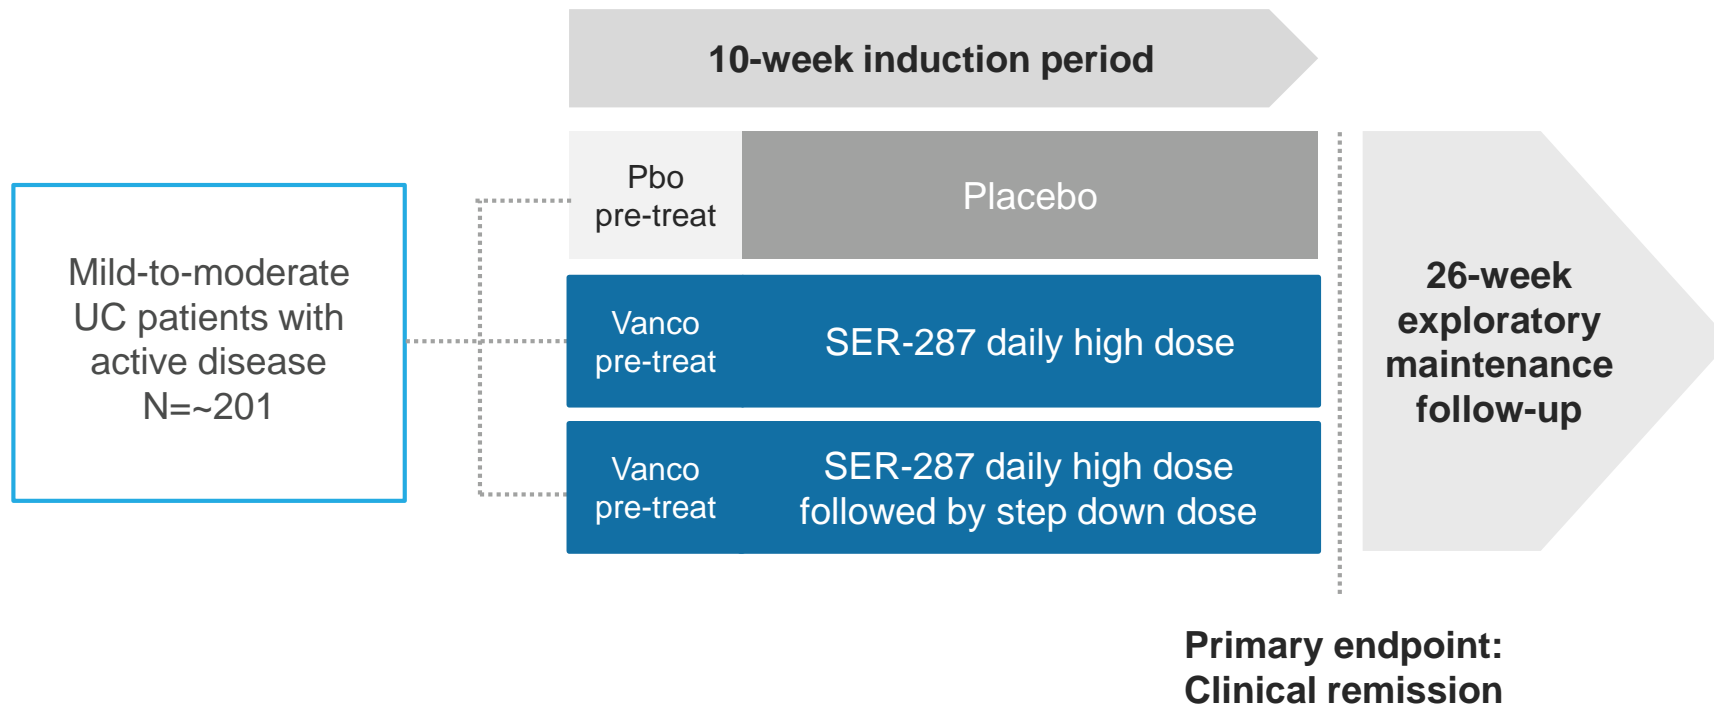 10-week induction period
Mild-to-moderate
UC patients with
active disease
N=~201
Pbo
pre-treat
Placebo
Vanco
pre-treat
SER-287 daily high dose
Vanco
pre-treat
SER-287 daily high dose
followed by step down dose
26-week
exploratory
maintenance
follow-up
Primary endpoint:
Clinical remission